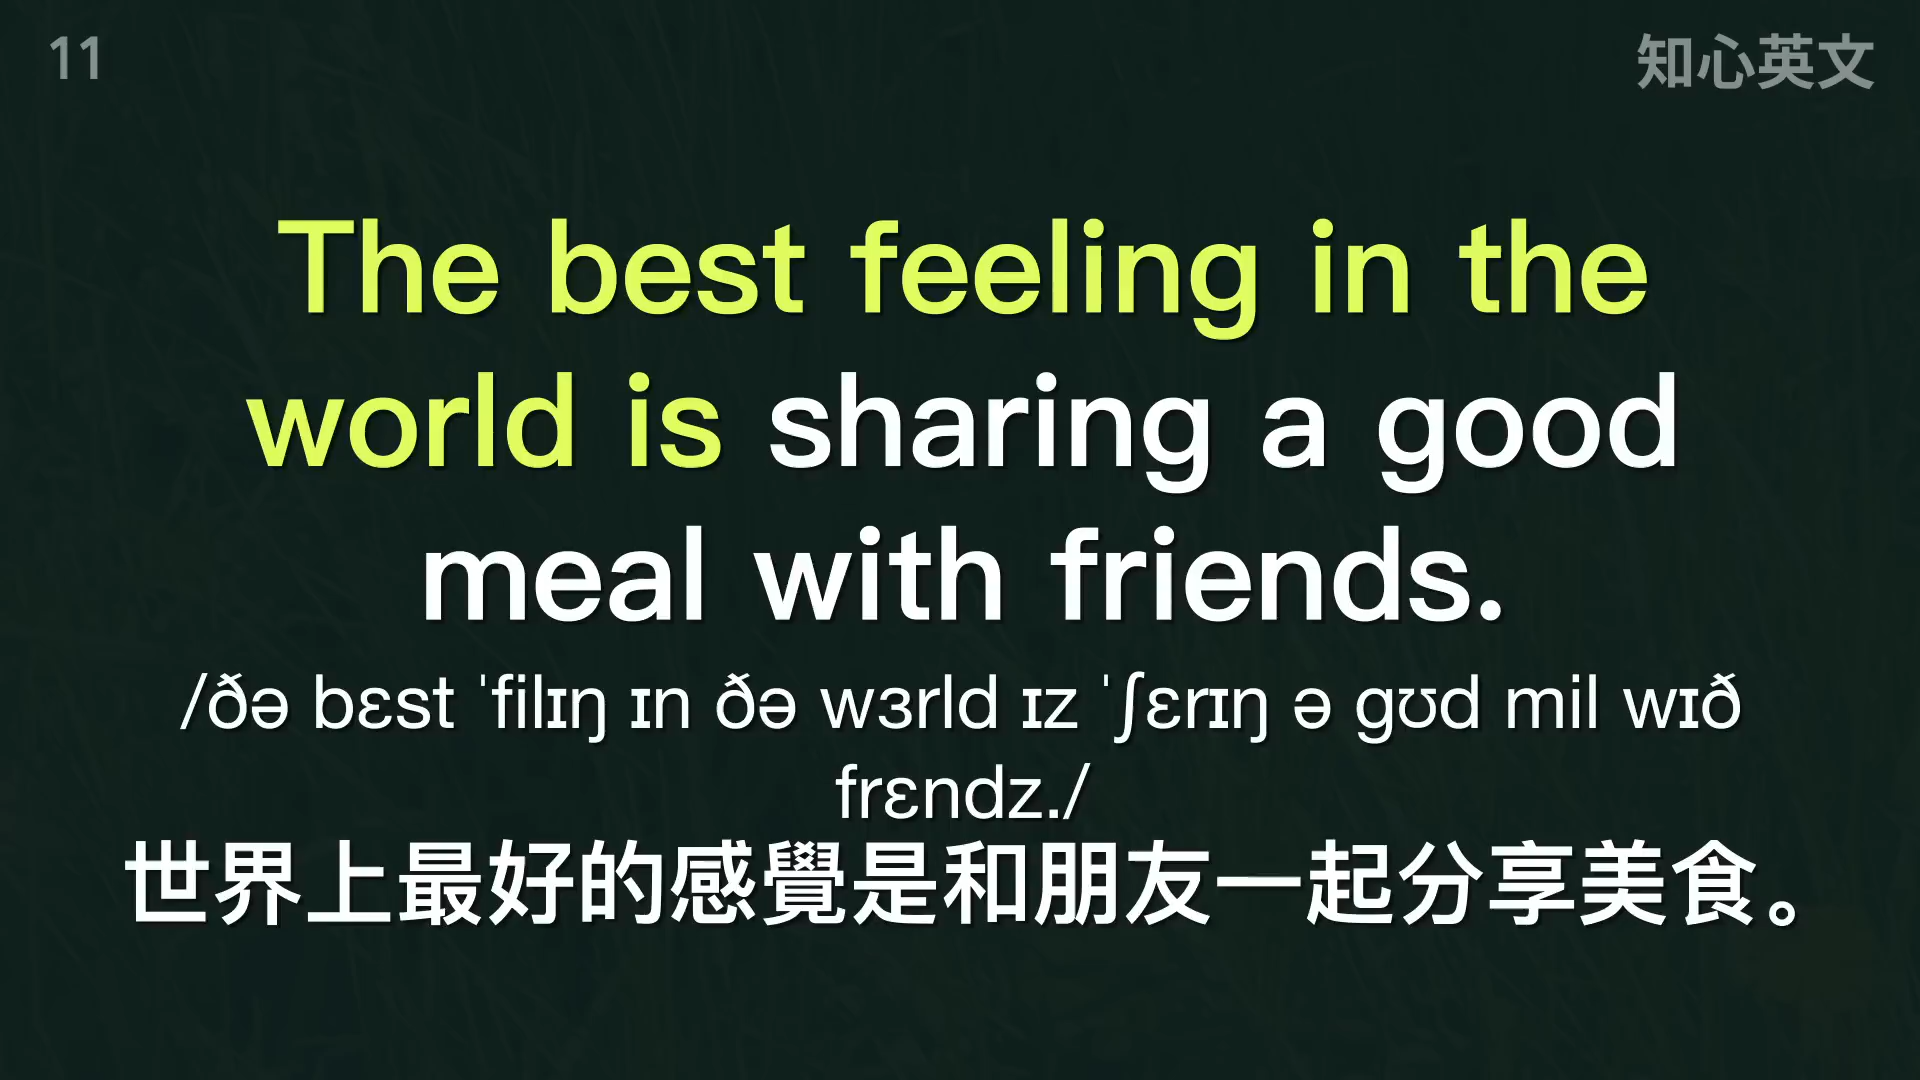 11
知心英文
The best feeling in the
world is sharing a good
meal with friends.
/ðə bɛst ˈfilɪŋ ɪn ðə wɜrld ɪz ˈʃɛrɪŋ ə gʊd mil wɪð
frɛndz./
世界上最好的感覺是和朋友一起分享美食。